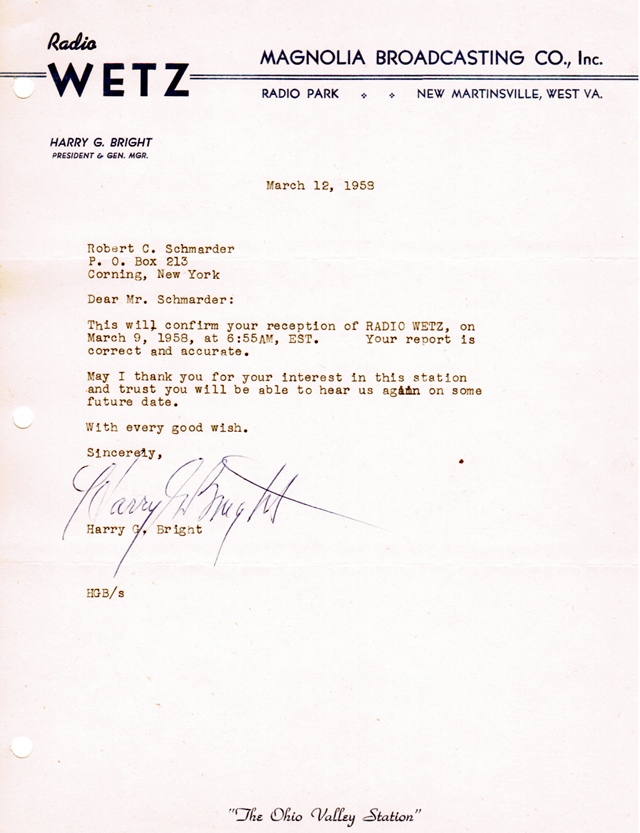 Radio
WETZ
MAGNOLIA BROADCASTING CO., Inc.
RADIO PARK NEW MARTINSVILLE, WEST VA.
HARRY G. BRIGHT
PRESIDENT & GEN. MGR.
March 12, 1958
Robert C. Schmarder
P. O. Box 213
Corning, New York
Dear Mr. Schmarder:
This will confirm your reception of RADIO WETZ, on
March 9, 1958, at 6:55AM, EST. Your report is
correct and accurate.
May I thank you for your interest in this station
and trust you will be able to hear us again on some
future date.
With every good wish.
Sincerely,
Harry G Bright
Harry G. Bright
HGB/s
"The Ohio Valley Station"